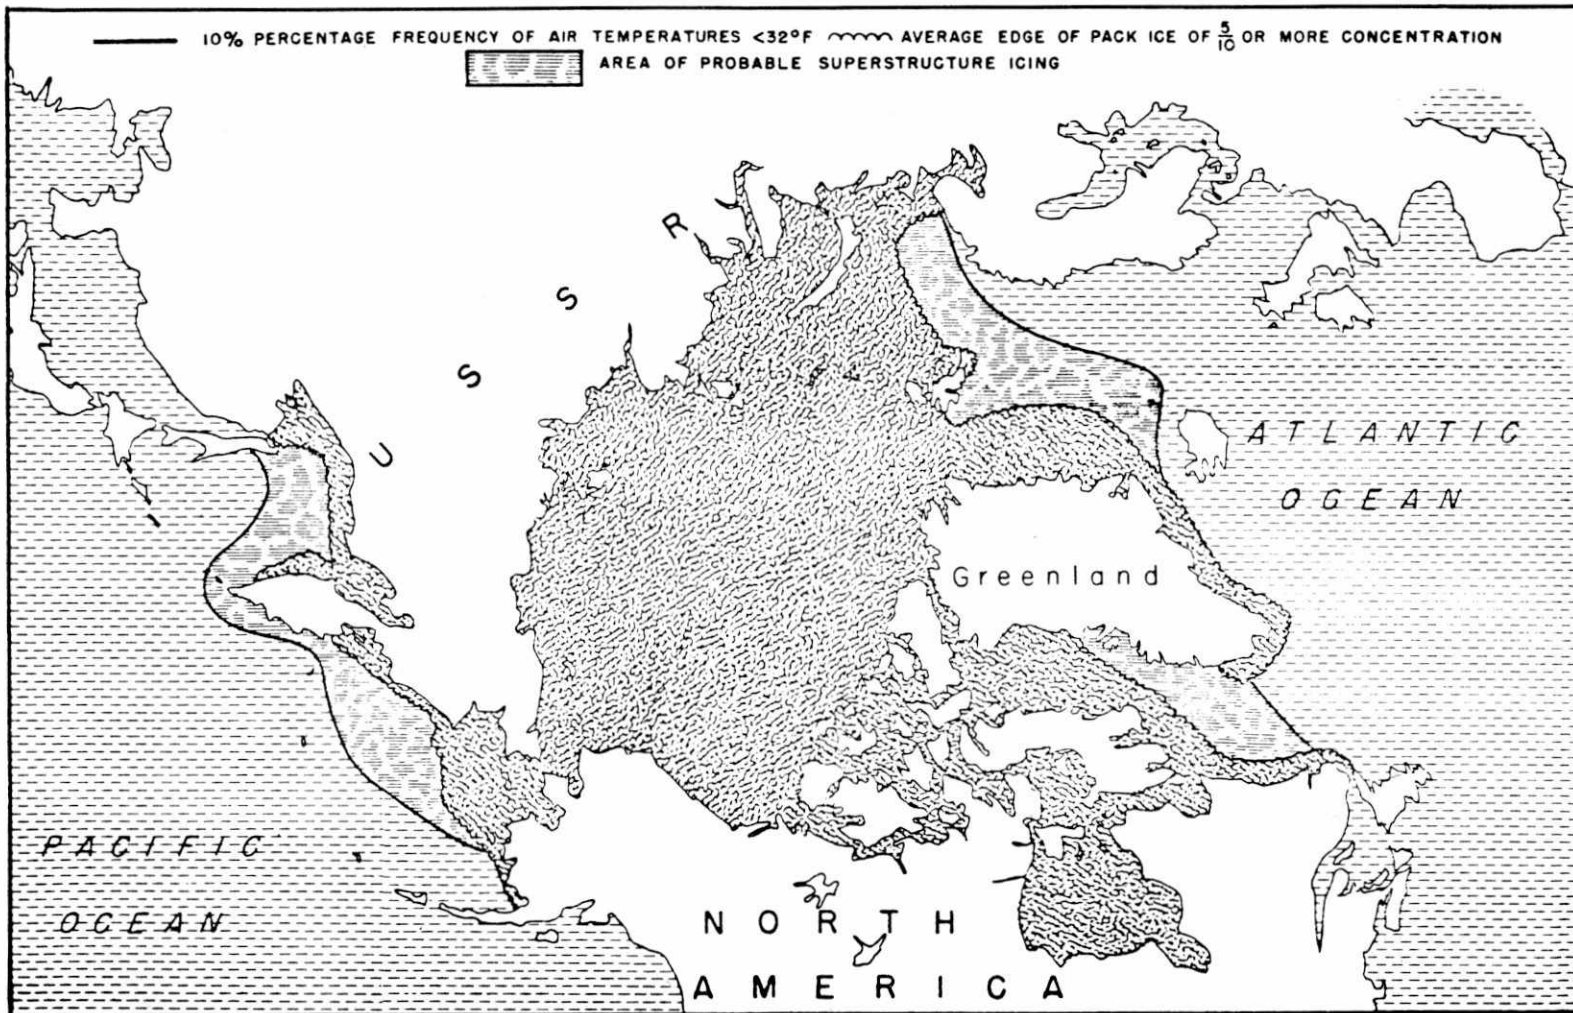 10% PERCENTAGE FREQUENCY OF AIR TEMPERATURES <32°F AVERAGE EDGE OF PACK ICE OF 5/10 OR MORE CONCENTRATION
AREA OF PROBABLE SUPERSTRUCTURE ICING
U S S R
ATLANTIC
OCEAN
Greenland
PACIFIC
OCEAN
NORTH
AMERICA